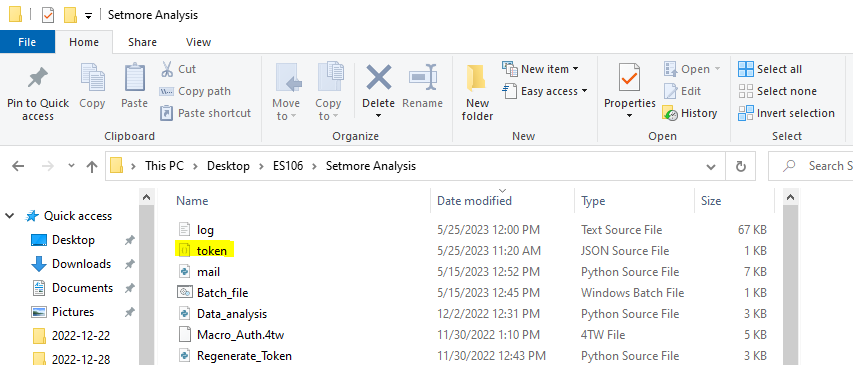 Setmore Analysis
File Home Share View
Pin to Quick access
Copy
Paste
Cut
Copy path
Paste shortcut
Clipboard
Move to
Copy to
Delete
Rename
Organize
New folder
New item
Easy access
New
Properties
Open
Edit
History
Open
Select all
Select none
Invert selection
Select
This PC Desktop ES106 Setmore Analysis
Search S
Quick access
Desktop
Downloads
Documents
Pictures
2022-12-22
2022-12-28
Name Date modified Type Size
log 5/25/2023 12:00 PM Text Source File 67 KB
token 5/25/2023 11:20 AM JSON Source File 1 KB
mail 5/15/2023 12:52 PM Python Source File 7 KB
Batch_file 5/15/2023 12:45 PM Windows Batch File 1 KB
Data_analysis 12/2/2022 12:31 PM Python Source File 3 KB
Macro_Auth.4tw 11/30/2022 1:10 PM 4TW File 5 KB
Regenerate_Token 11/30/2022 12:43 PM Python Source File 3 KB